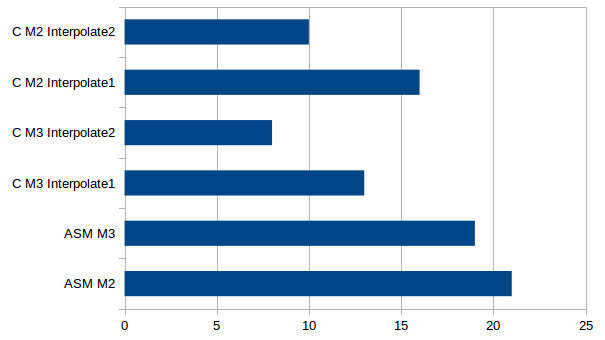 C M2 Interpolate2
C M2 Interpolate1
C M3 Interpolate2
C M3 Interpolate1
ASM M3
ASM M2
0 5 10 15 20 25